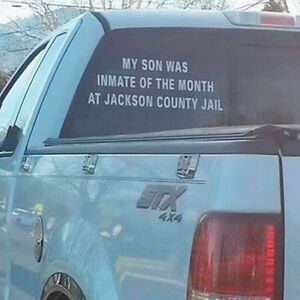 MY SON WAS
INMATE OF THE MONTH
AT JACKSON COUNTY JAIL
STX
4X4